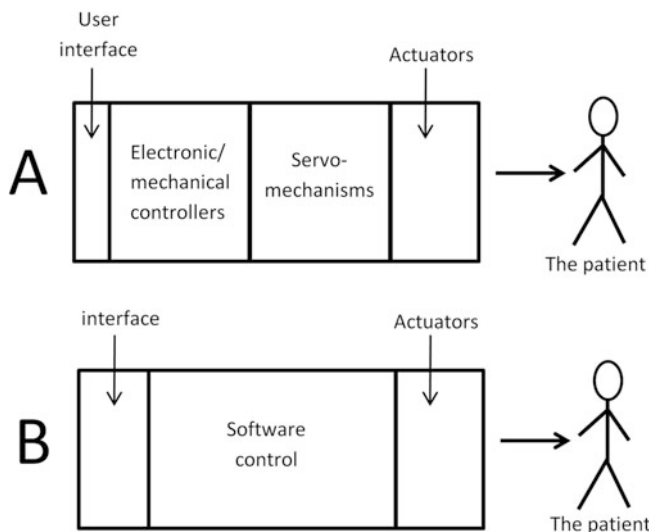 User
interface
Actuators
A
Electronic/
mechanical
controllers
Servo-
mechanisms
The patient
interface
Actuators
B
Software
control
The patient